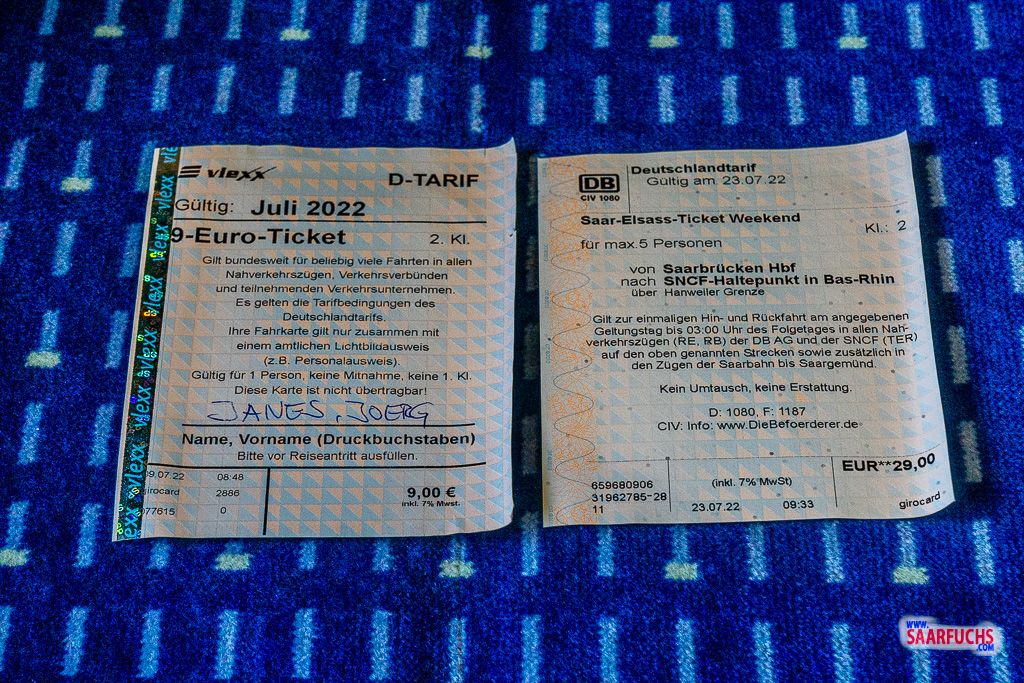 vlexx
D-TARIF
Gültig: Juli 2022
9-Euro-Ticket 2. Kl.
Gilt bundesweit für beliebig viele Fahrten in allen
Nahverkehrszügen, Verkehrsverbünden
und teilnehmenden Verkehrsunternehmen.
Es gelten die Tarifbedingungen des
Deutschlandtarifs.
Ihre Fahrkarte gilt nur zusammen mit
einem amtlichen Lichtbildausweis
(z.B. Personalausweis).
Gültig für 1 Person, keine Mitnahme, keine 1. Kl.
Diese Karte ist nicht übertragbar!
JANES, JOERG
Name, Vorname (Druckbuchstaben)
Bitte vor Reiseantritt ausfüllen.
09.07.22 08:48
girocard 2886
077615 0
9,00 €
inkl. 7% Mwst.
vlexx vlexx vlexx vlexx vlexx
DB
CIV 1080
Deutschlandtarif
Gültig am 23.07.22
Saar-Elsass-Ticket Weekend
Kl.: 2
für max.5 Personen
von Saarbrücken Hbf
nach SNCF-Haltepunkt in Bas-Rhin
über Hanweiler Grenze
Gilt zur einmaligen Hin- und Rückfahrt am angegebenen
Geltungstag bis 03:00 Uhr des Folgetages in allen Nah-
verkehrszügen (RE, RB) der DB AG und der SNCF (TER)
auf den oben genannten Strecken sowie zusätzlich in
den Zügen der Saarbahn bis Saargemünd.
Kein Umtausch, keine Erstattung.
D: 1080, F: 1187
CIV: Info: www.DieBefoerderer.de
EUR**29,00
659680906 (inkl. 7% MwSt)
31962785-28
11 23.07.22 09:33 girocard
WWW.
SAARFUCHS
.COM